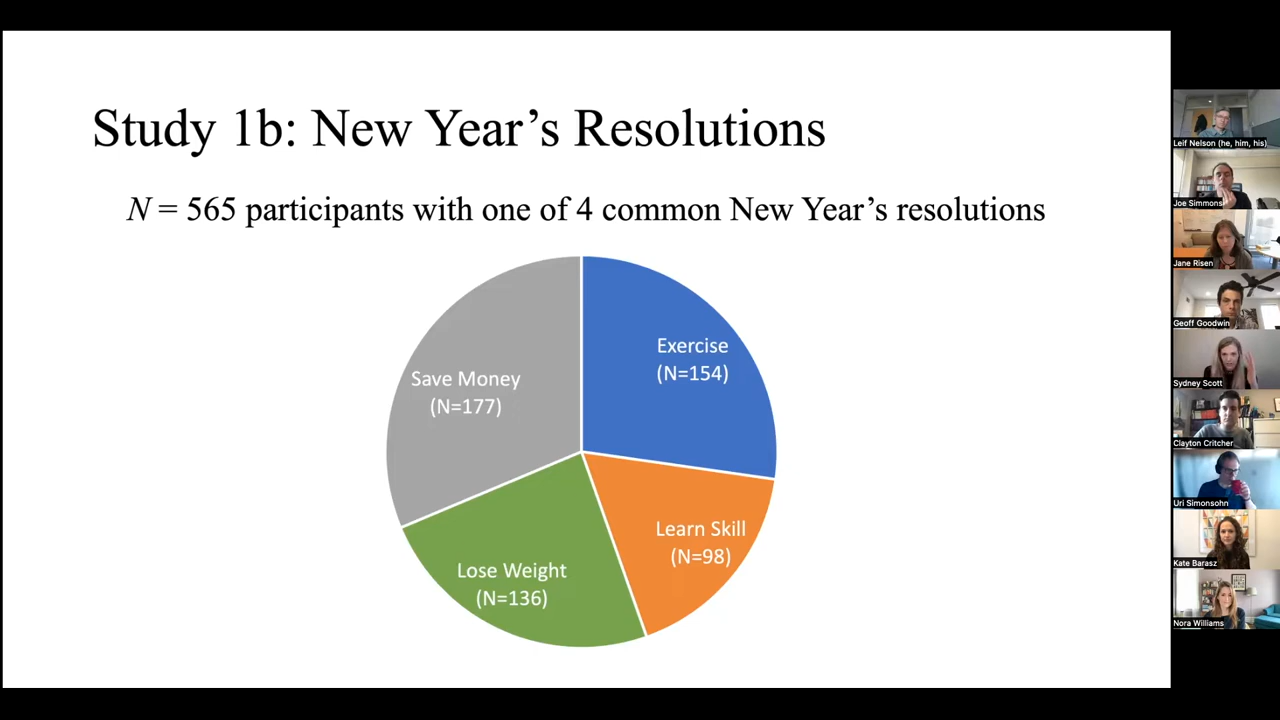 Study 1b: New Year’s Resolutions
N = 565 participants with one of 4 common New Year’s resolutions
Exercise
(N=154)
Save Money
(N=177)
Learn Skill
(N=98)
Lose Weight
(N=136)
Leif Nelson (he, him, his)
Joe Simmons
Jane Risen
Geoff Goodwin
Sydney Scott
Clayton Critcher
Uri Simonsohn
Kate Barasz
Nora Williams